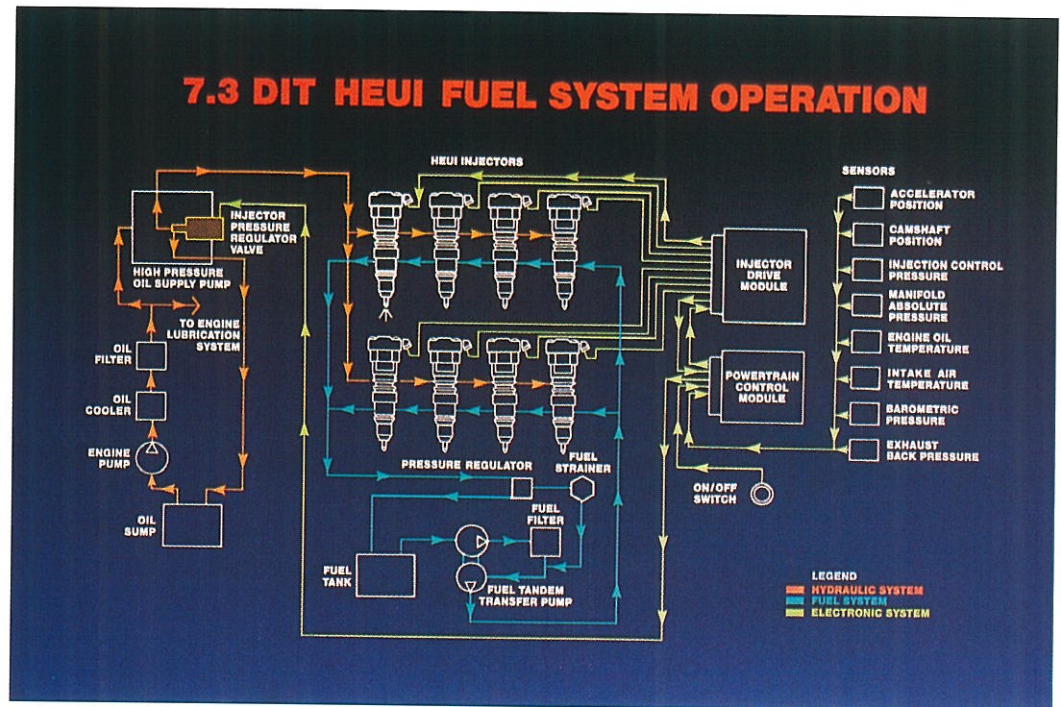 7.3 DIT HEUI FUEL SYSTEM OPERATION
HEUI INJECTORS
SENSORS
ACCELERATOR
POSITION
CAMSHAFT
POSITION
INJECTION CONTROL
PRESSURE
MANIFOLD
ABSOLUTE
PRESSURE
ENGINE OIL
TEMPERATURE
INTAKE AIR
TEMPERATURE
BAROMETRIC
PRESSURE
EXHAUST
BACK PRESSURE
INJECTOR
PRESSURE
REGULATOR
VALVE
HIGH PRESSURE
OIL SUPPLY PUMP
TO ENGINE
LUBRICATION
SYSTEM
OIL
FILTER
OIL
COOLER
ENGINE
PUMP
OIL
SUMP
INJECTOR
DRIVE
MODULE
POWERTRAIN
CONTROL
MODULE
ON/OFF
SWITCH
PRESSURE REGULATOR
FUEL
STRAINER
FUEL
FILTER
FUEL
TANK
FUEL TANDEM
TRANSFER PUMP
LEGEND
HYDRAULIC SYSTEM
FUEL SYSTEM
ELECTRONIC SYSTEM